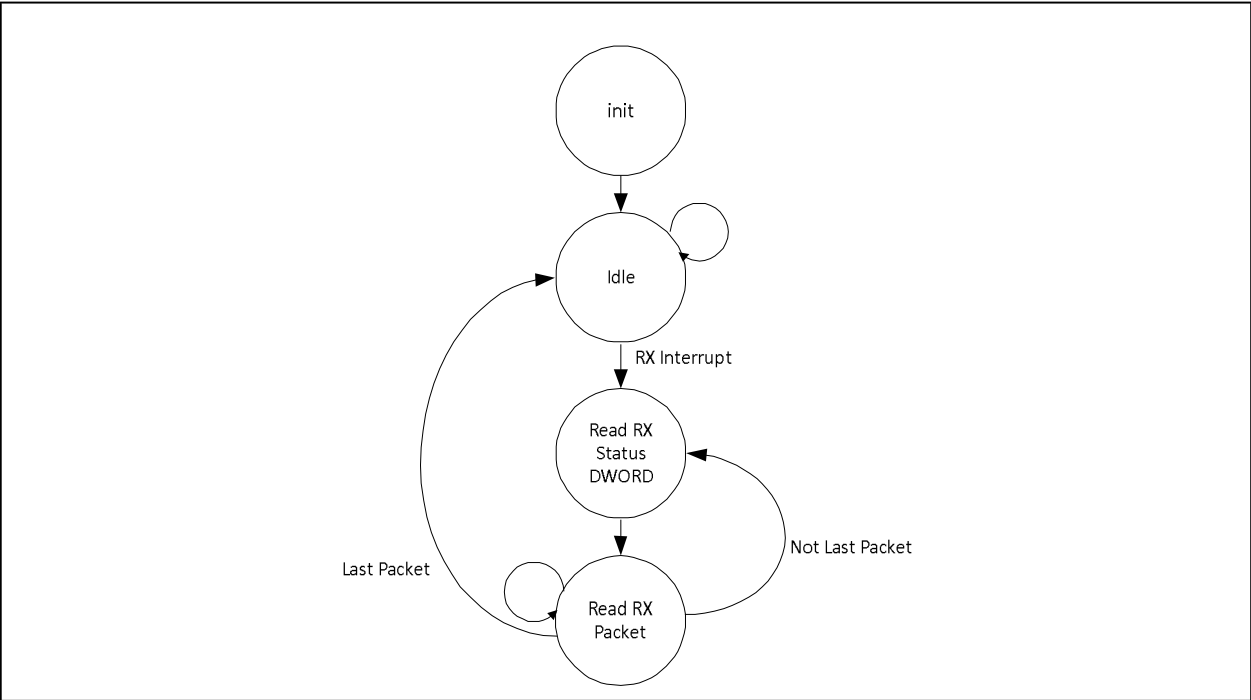 init
Idle
RX Interrupt
Read RX
Status
DWORD
Not Last Packet
Last Packet
Read RX
Packet